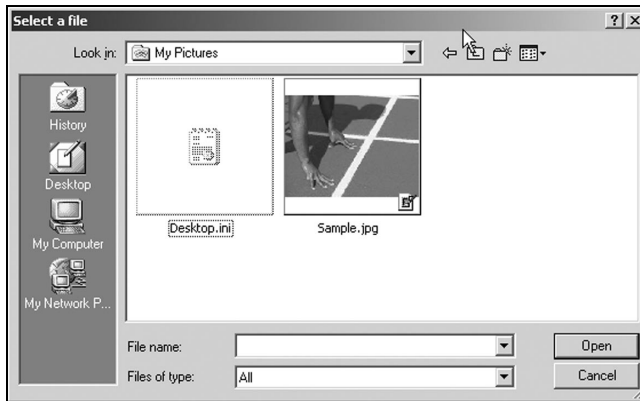 Select a file
Look in: My Pictures
History
Desktop
My Computer
My Network P...
Desktop.ini Sample.jpg
File name: Open
Files of type: All Cancel